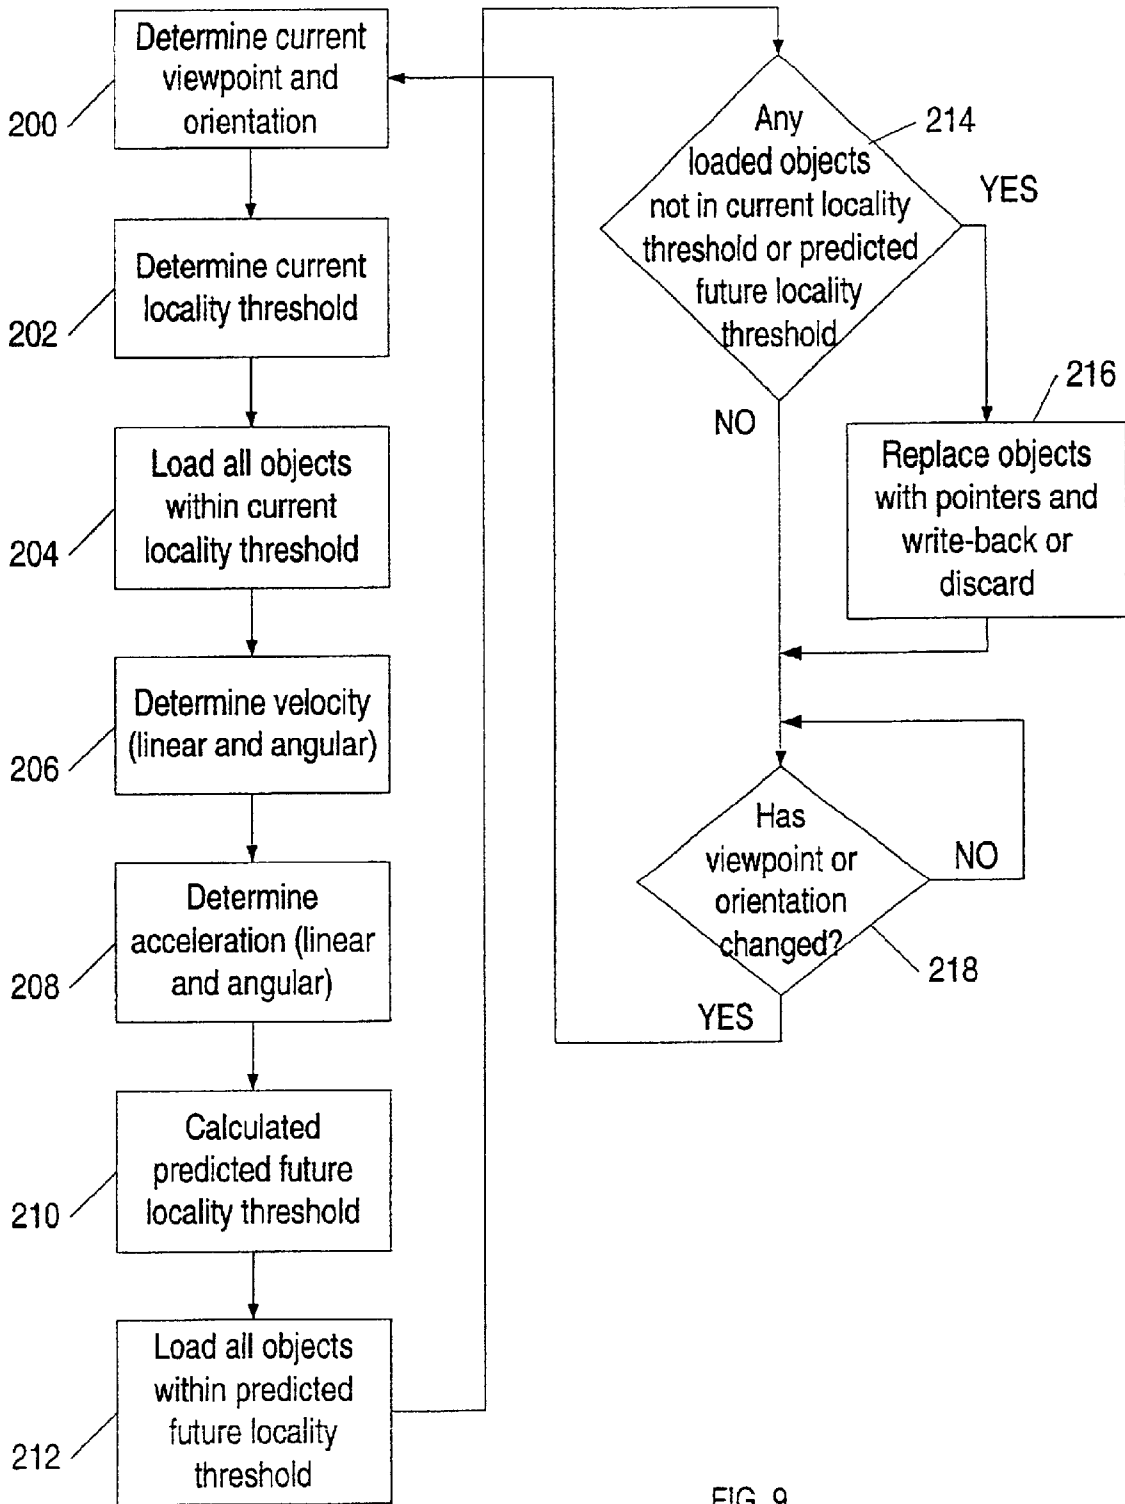 Determine current
viewpoint and
orientation
200
Determine current
locality threshold
202
Load all objects
within current
locality threshold
204
Determine velocity
(linear and angular)
206
Determine
acceleration (linear
and angular)
208
Calculated
predicted future
locality threshold
210
Load all objects
within predicted
future locality
threshold
212
Any
loaded objects
not in current locality
threshold or predicted
future locality
threshold
214
YES
NO
216
Replace objects
with pointers and
write-back or
discard
Has
viewpoint or
orientation
changed?
NO
218
YES
FIG. 9